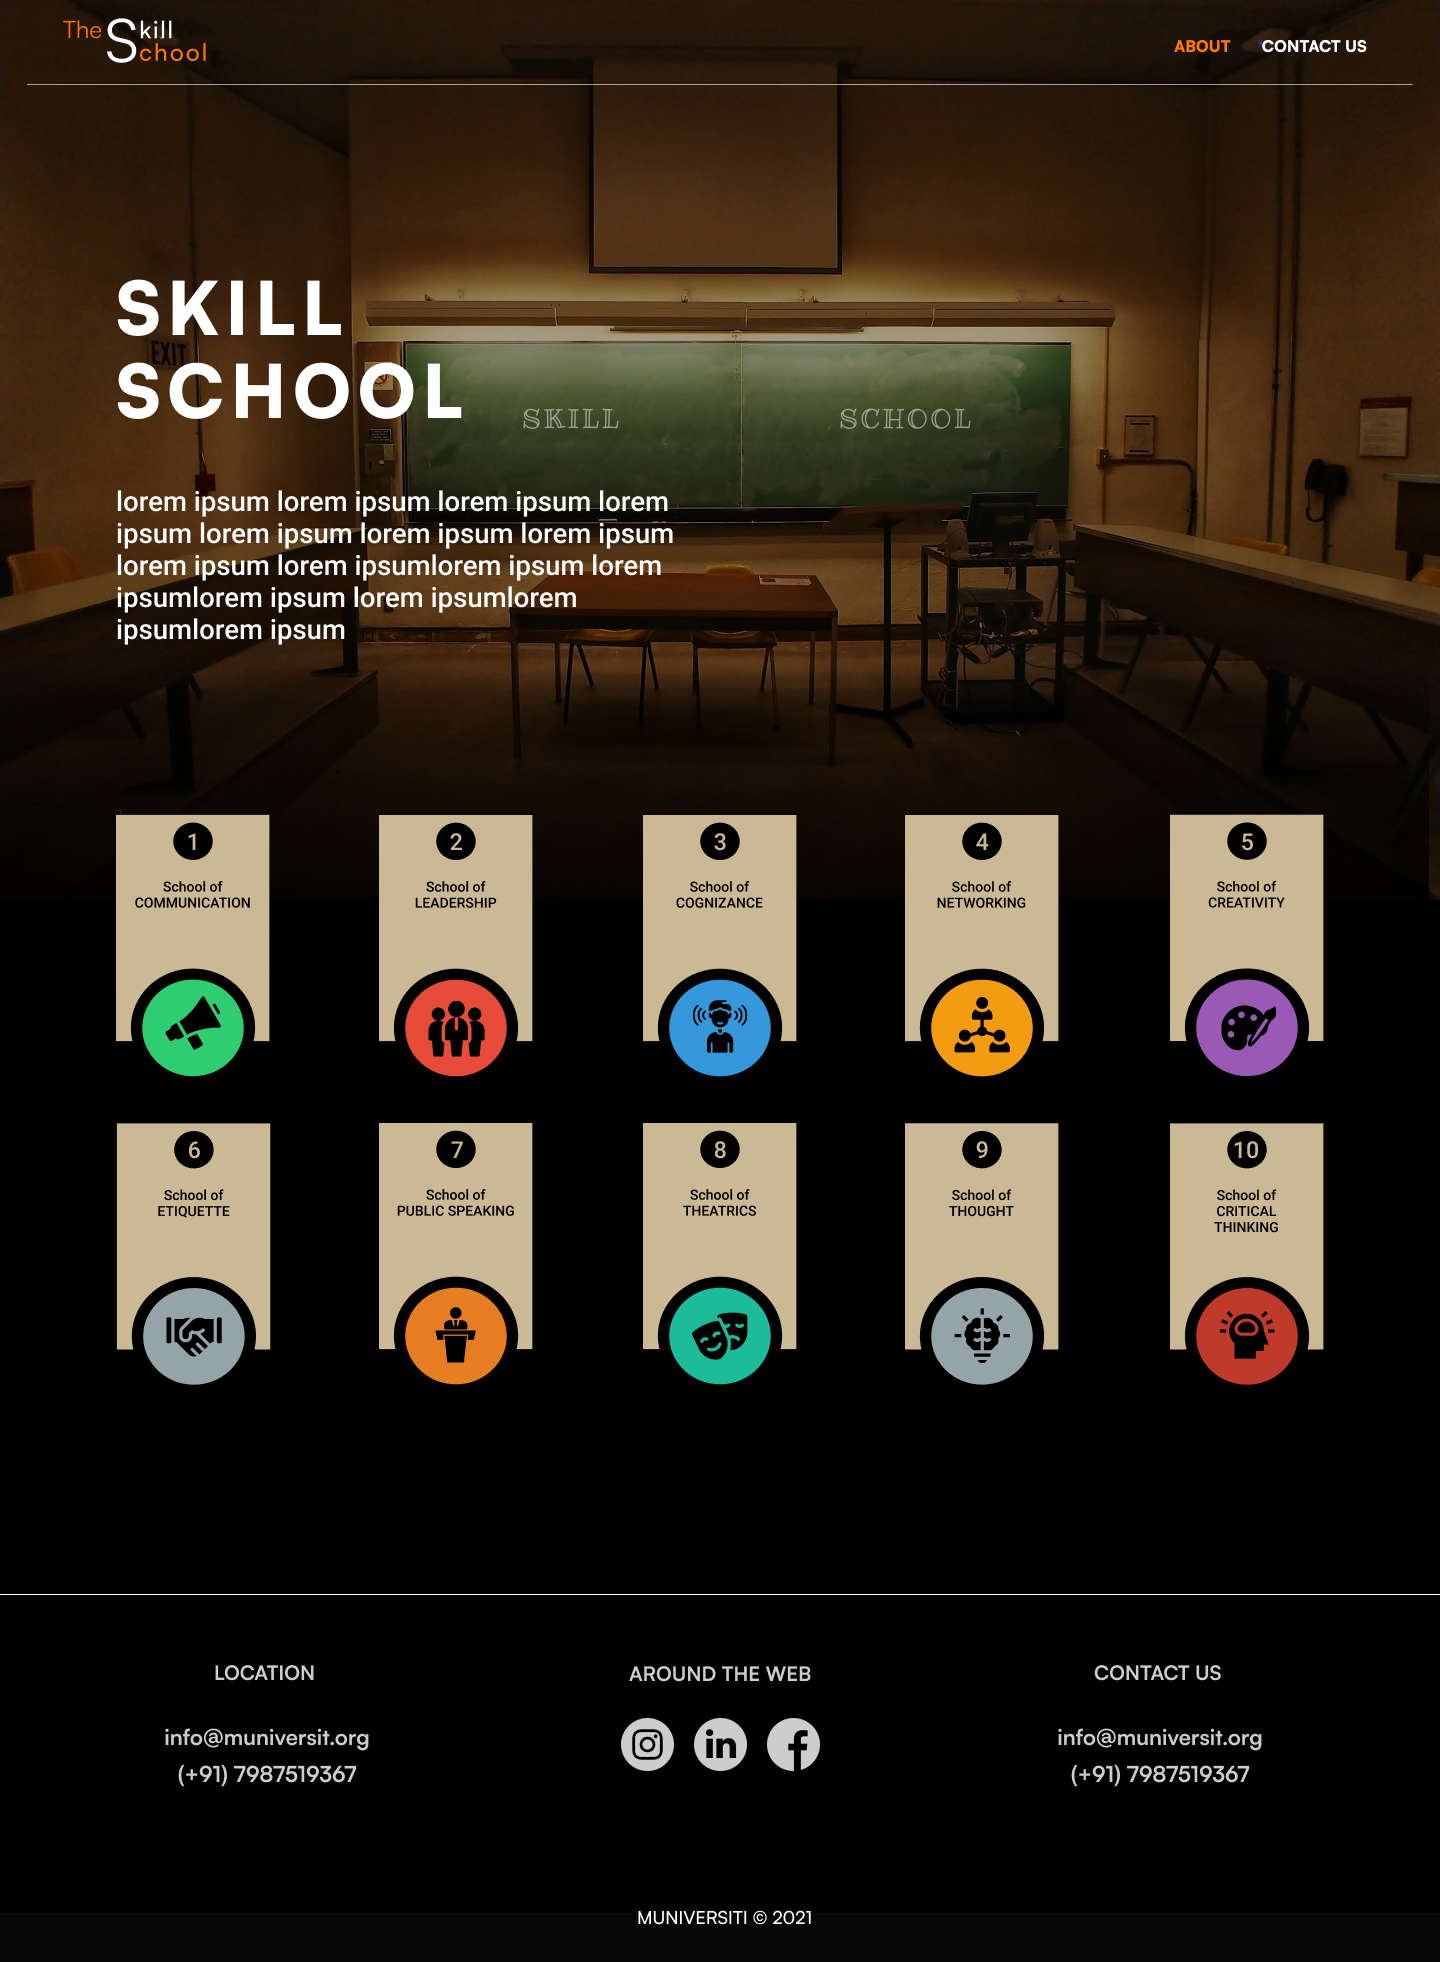 The Skill
School
ABOUT
CONTACT US
SKILL
SCHOOL
EXIT
SKILL
SCHOOL
lorem ipsum lorem ipsum lorem ipsum lorem
ipsum lorem ipsum lorem ipsum lorem ipsum
lorem ipsum lorem ipsumlorem ipsum lorem
ipsumlorem ipsum lorem ipsumlorem
ipsumlorem ipsum
1
School of
COMMUNICATION
2
School of
LEADERSHIP
3
School of
COGNIZANCE
4
School of
NETWORKING
5
School of
CREATIVITY
6
School of
ETIQUETTE
7
School of
PUBLIC SPEAKING
8
School of
THEATRICS
9
School of
THOUGHT
10
School of
CRITICAL
THINKING
LOCATION
info@muniversit.org
(+91) 7987519367
AROUND THE WEB
in
CONTACT US
info@muniversit.org
(+91) 7987519367
MUNIVERSITI © 2021